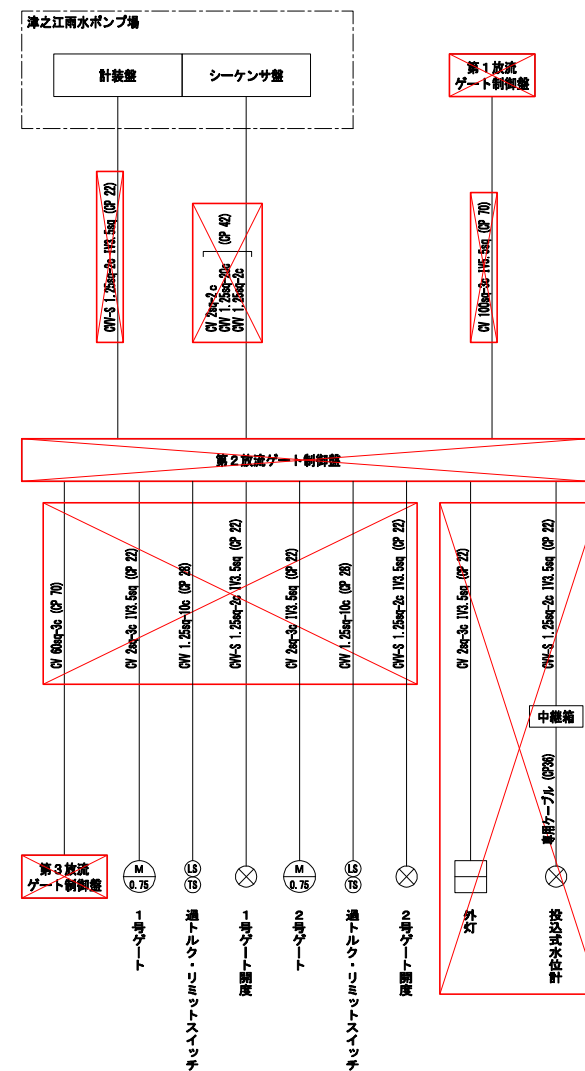 津之江雨水ポンプ場
計装盤
シーケンサ盤
第1放流
ゲート制御盤
CVV-S 1.25sq-2c IV3.5sq (CP 22)
CV 2sq-2c
CVV 1.25sq-20c
CVV 1.25sq-2c
(CP 42)
CV 100sq-3c IV5.5sq (CP 70)
第2放流ゲート制御盤
CV 60sq-3c (CP 70)
CV 2sq-3c IV3.5sq (CP 22)
CVV 1.25sq-10c (CP 28)
CVV-S 1.25sq-2c IV3.5sq (CP 22)
CV 2sq-3c IV3.5sq (CP 22)
CVV 1.25sq-10c (CP 28)
CVV-S 1.25sq-2c IV3.5sq (CP 22)
CV 2sq-3c IV3.5sq (CP 22)
CVV-S 1.25sq-2c IV3.5sq (CP 22)
中継箱
専用ケーブル (CP36)
第3放流
ゲート制御盤
M
0.75
LS
TS
M
0.75
LS
TS
1号ゲート
過トルク・リミットスイッチ
1号ゲート開度
2号ゲート
過トルク・リミットスイッチ
2号ゲート開度
外灯
投込式水位計